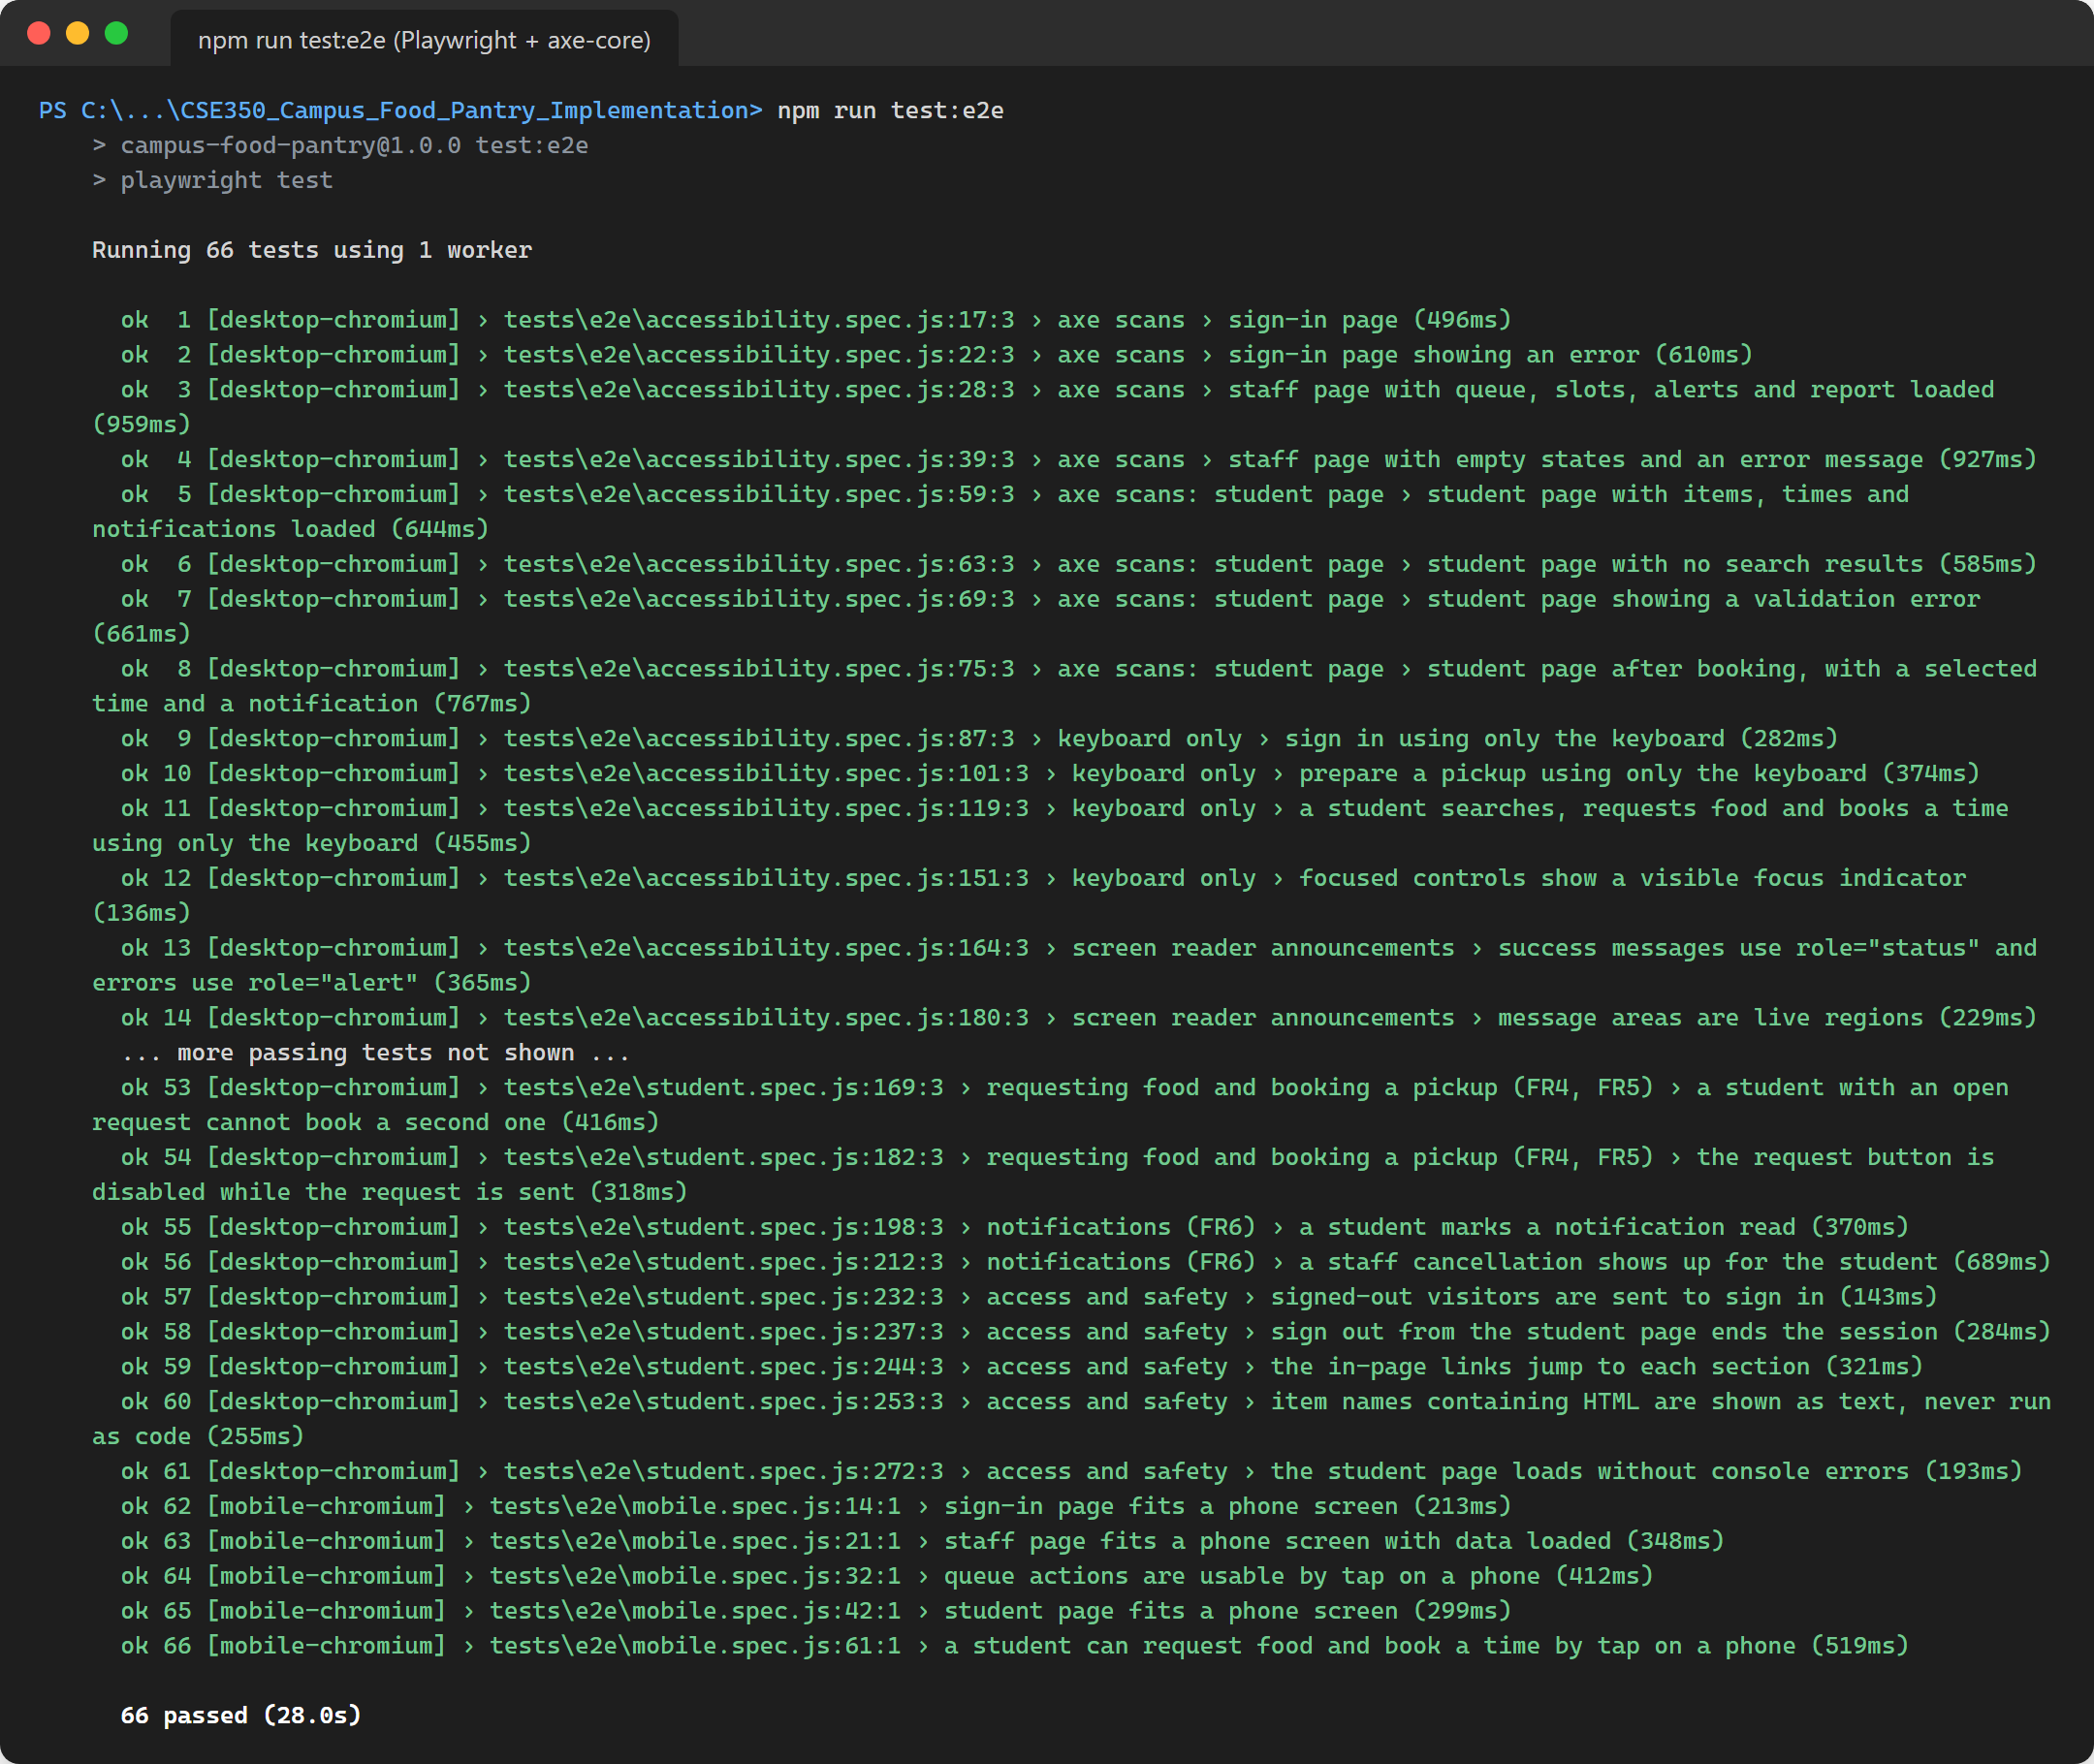 npm run test:e2e (Playwright + axe-core)
PS C:\...\CSE350_Campus_Food_Pantry_Implementation> npm run test:e2e
> campus-food-pantry@1.0.0 test:e2e
> playwright test
Running 66 tests using 1 worker
ok  1 [desktop-chromium] › tests\e2e\accessibility.spec.js:17:3 › axe scans › sign-in page (496ms)
ok  2 [desktop-chromium] › tests\e2e\accessibility.spec.js:22:3 › axe scans › sign-in page showing an error (610ms)
ok  3 [desktop-chromium] › tests\e2e\accessibility.spec.js:28:3 › axe scans › staff page with queue, slots, alerts and report loaded
(959ms)
ok  4 [desktop-chromium] › tests\e2e\accessibility.spec.js:39:3 › axe scans › staff page with empty states and an error message (927ms)
ok  5 [desktop-chromium] › tests\e2e\accessibility.spec.js:59:3 › axe scans: student page › student page with items, times and
notifications loaded (644ms)
ok  6 [desktop-chromium] › tests\e2e\accessibility.spec.js:63:3 › axe scans: student page › student page with no search results (585ms)
ok  7 [desktop-chromium] › tests\e2e\accessibility.spec.js:69:3 › axe scans: student page › student page showing a validation error
(661ms)
ok  8 [desktop-chromium] › tests\e2e\accessibility.spec.js:75:3 › axe scans: student page › student page after booking, with a selected
time and a notification (767ms)
ok  9 [desktop-chromium] › tests\e2e\accessibility.spec.js:87:3 › keyboard only › sign in using only the keyboard (282ms)
ok 10 [desktop-chromium] › tests\e2e\accessibility.spec.js:101:3 › keyboard only › prepare a pickup using only the keyboard (374ms)
ok 11 [desktop-chromium] › tests\e2e\accessibility.spec.js:119:3 › keyboard only › a student searches, requests food and books a time
using only the keyboard (455ms)
ok 12 [desktop-chromium] › tests\e2e\accessibility.spec.js:151:3 › keyboard only › focused controls show a visible focus indicator
(136ms)
ok 13 [desktop-chromium] › tests\e2e\accessibility.spec.js:164:3 › screen reader announcements › success messages use role="status" and
errors use role="alert" (365ms)
ok 14 [desktop-chromium] › tests\e2e\accessibility.spec.js:180:3 › screen reader announcements › message areas are live regions (229ms)
... more passing tests not shown ...
ok 53 [desktop-chromium] › tests\e2e\student.spec.js:169:3 › requesting food and booking a pickup (FR4, FR5) › a student with an open
request cannot book a second one (416ms)
ok 54 [desktop-chromium] › tests\e2e\student.spec.js:182:3 › requesting food and booking a pickup (FR4, FR5) › the request button is
disabled while the request is sent (318ms)
ok 55 [desktop-chromium] › tests\e2e\student.spec.js:198:3 › notifications (FR6) › a student marks a notification read (370ms)
ok 56 [desktop-chromium] › tests\e2e\student.spec.js:212:3 › notifications (FR6) › a staff cancellation shows up for the student (689ms)
ok 57 [desktop-chromium] › tests\e2e\student.spec.js:232:3 › access and safety › signed-out visitors are sent to sign in (143ms)
ok 58 [desktop-chromium] › tests\e2e\student.spec.js:237:3 › access and safety › sign out from the student page ends the session (284ms)
ok 59 [desktop-chromium] › tests\e2e\student.spec.js:244:3 › access and safety › the in-page links jump to each section (321ms)
ok 60 [desktop-chromium] › tests\e2e\student.spec.js:253:3 › access and safety › item names containing HTML are shown as text, never run
as code (255ms)
ok 61 [desktop-chromium] › tests\e2e\student.spec.js:272:3 › access and safety › the student page loads without console errors (193ms)
ok 62 [mobile-chromium] › tests\e2e\mobile.spec.js:14:1 › sign-in page fits a phone screen (213ms)
ok 63 [mobile-chromium] › tests\e2e\mobile.spec.js:21:1 › staff page fits a phone screen with data loaded (348ms)
ok 64 [mobile-chromium] › tests\e2e\mobile.spec.js:32:1 › queue actions are usable by tap on a phone (412ms)
ok 65 [mobile-chromium] › tests\e2e\mobile.spec.js:42:1 › student page fits a phone screen (299ms)
ok 66 [mobile-chromium] › tests\e2e\mobile.spec.js:61:1 › a student can request food and book a time by tap on a phone (519ms)
66 passed (28.0s)